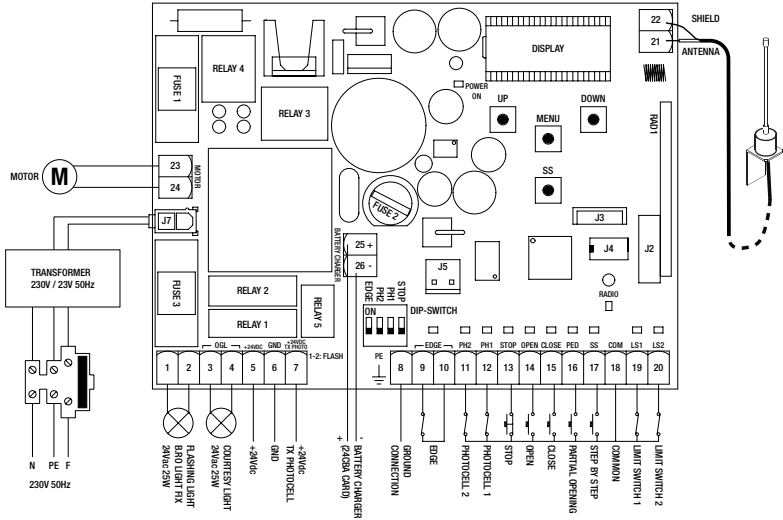 22
SHIELD
21
ANTENNA
DISPLAY
RELAY 4
FUSE 1
RELAY 3
POWER
ON
UP
DOWN
MENU
RAD1
SS
MOTOR
M
23
24
MOTOR
FUSE 2
J7
J3
J4
J2
25 +
26 -
BATTERY CHARGER
J5
TRANSFORMER
230V / 23V 50Hz
FUSE 3
RELAY 2
RELAY 1
RELAY 5
EDGE
PH2
PH1
STOP
ON
DIP-SWITCH
RADIO
OGL
+24VDC
GND
+24VDC
TX PHOTO
1-2: FLASH
PE
EDGE
PH2
PH1
STOP
OPEN
CLOSE
PED
SS
COM
LS1
LS2
1
2
3
4
5
6
7
8
9
10
11
12
13
14
15
16
17
18
19
20
N
PE
F
230V 50Hz
FLASHING LIGHT
B.RO LIGHT FIX
24Vac 25W
COURTESY LIGHT
24Vac 25W
+24Vdc
GND
+24Vdc
TX PHOTOCELL
+
-
BATTERY CHARGER
(24CBA CARD)
GROUND
CONNECTION
EDGE
PHOTOCELL 2
PHOTOCELL 1
STOP
OPEN
CLOSE
PARTIAL OPENING
STEP BY STEP
COMMON
LIMIT SWITCH 1
LIMIT SWITCH 2